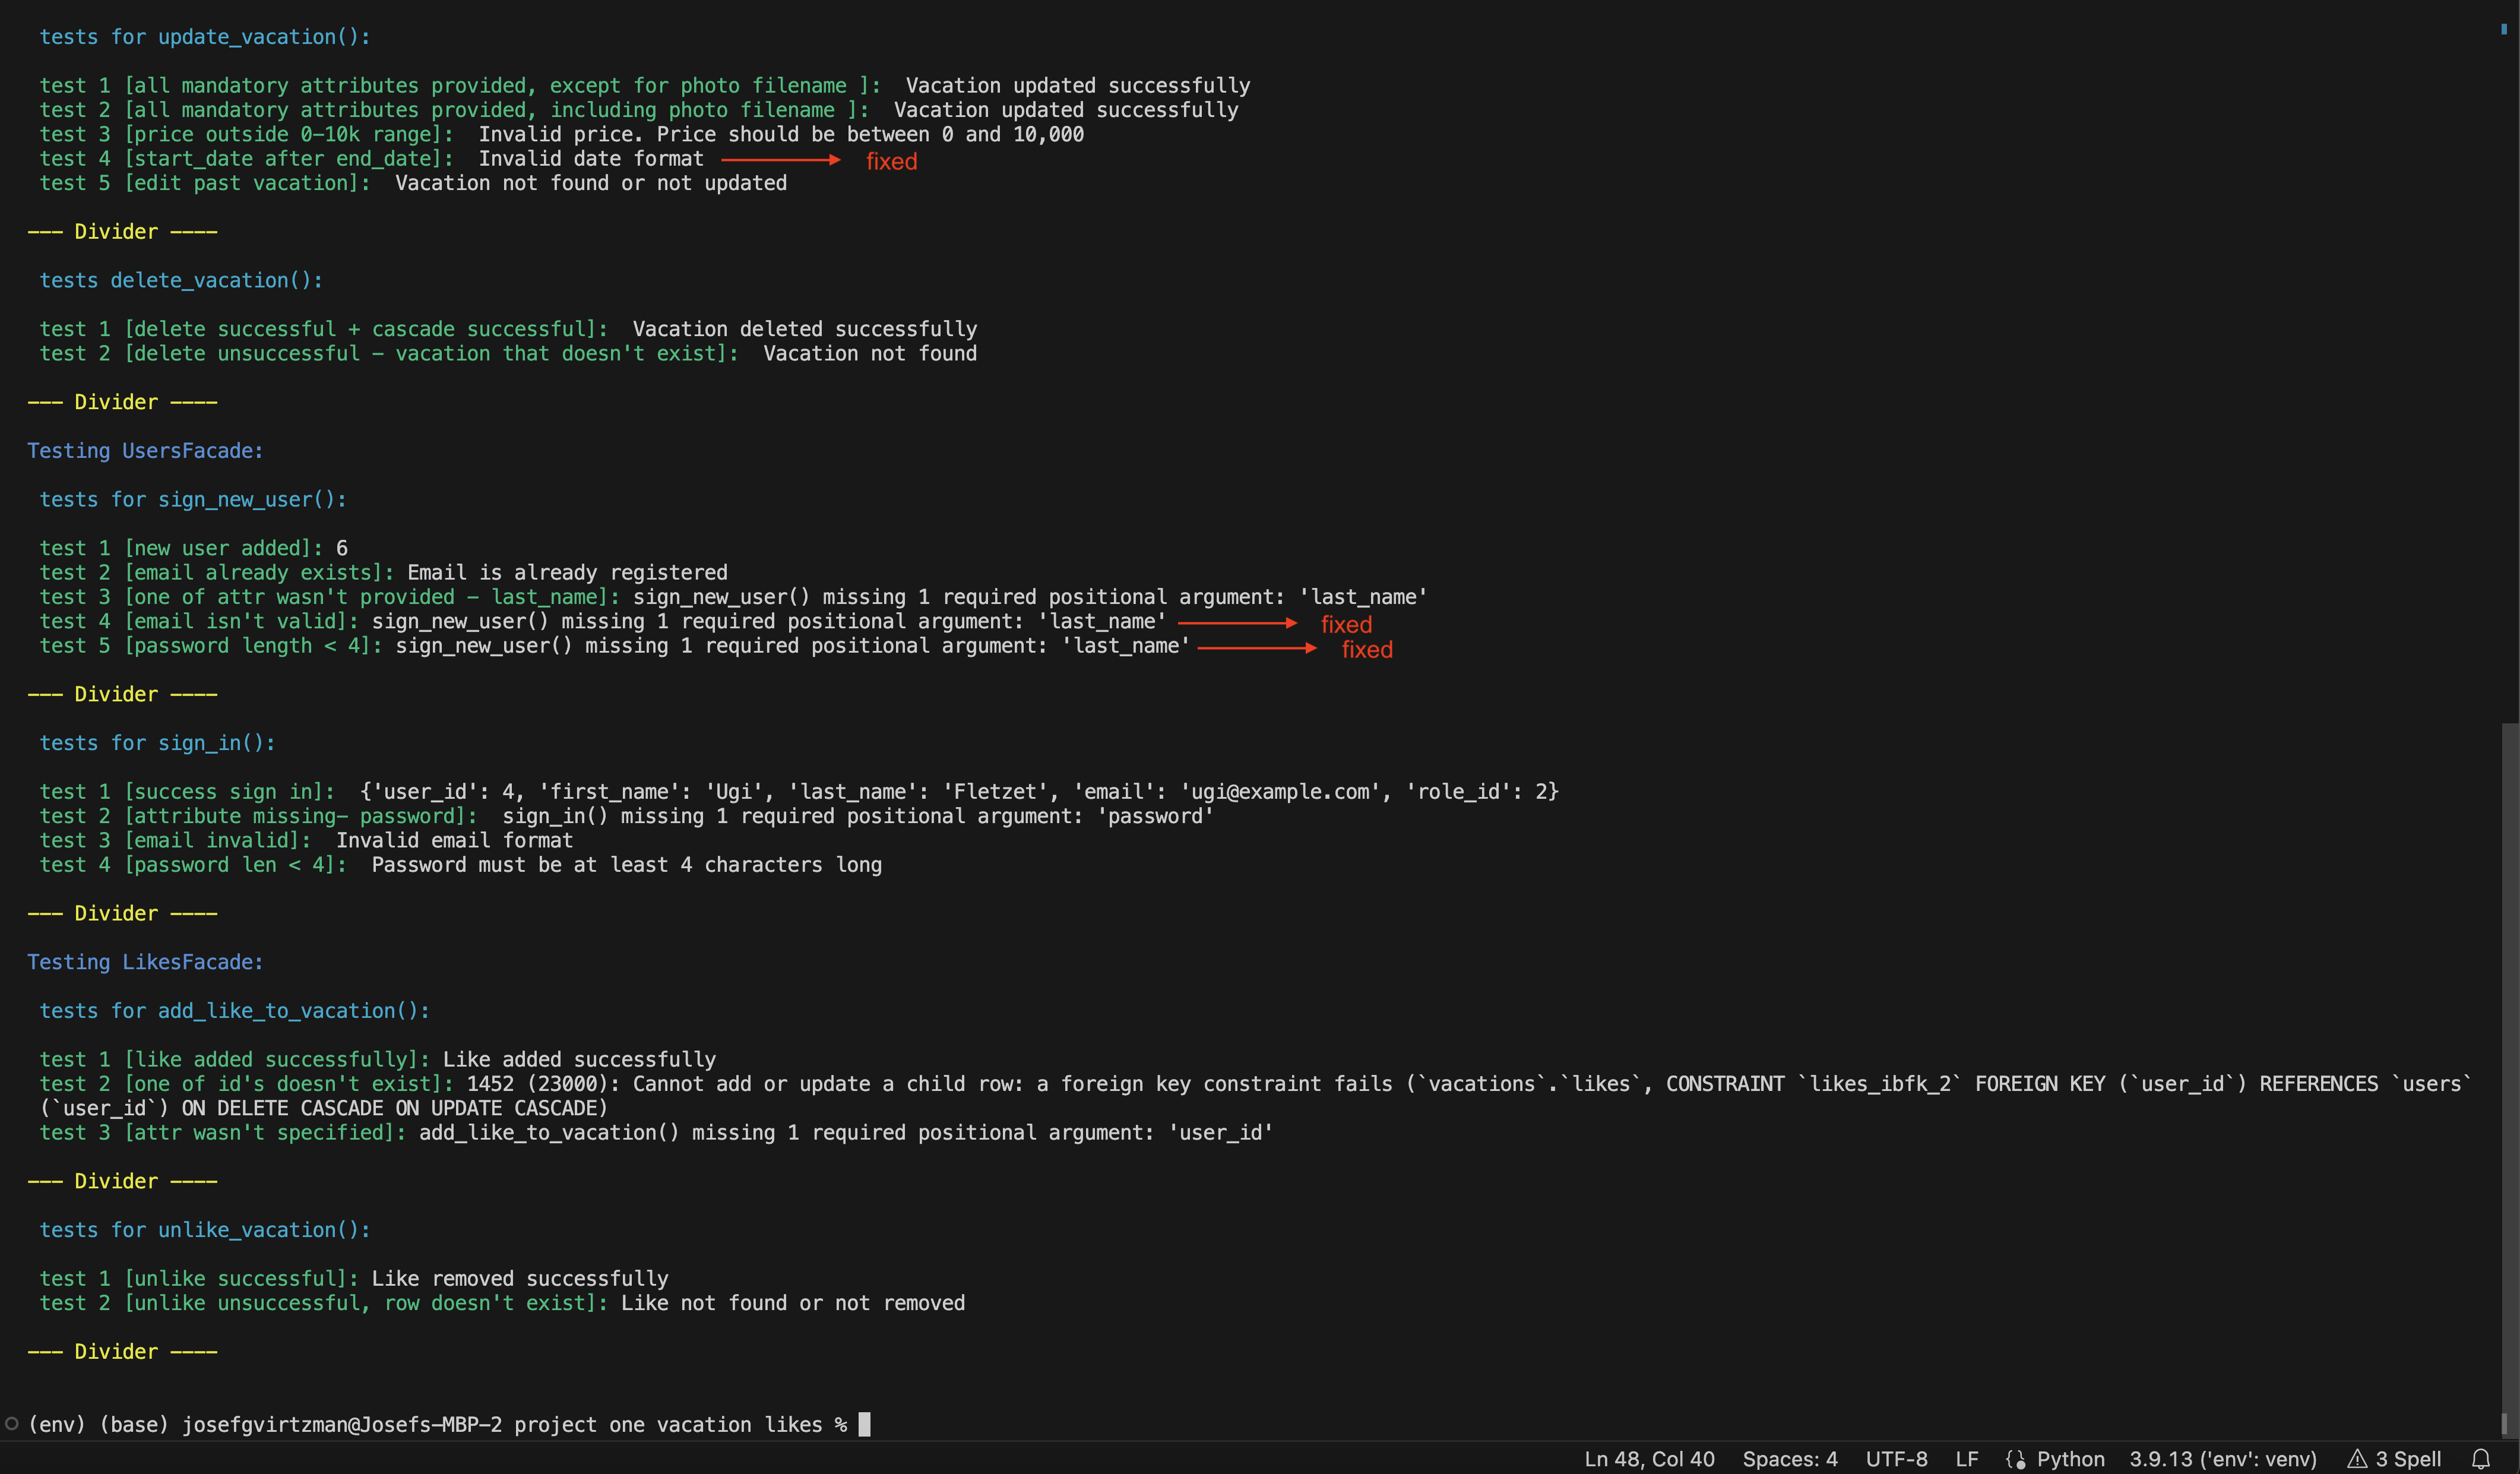 tests for update_vacation():
test 1 [all mandatory attributes provided, except for photo filename ]:  Vacation updated successfully
test 2 [all mandatory attributes provided, including photo filename ]:  Vacation updated successfully
test 3 [price outside 0-10k range]:  Invalid price. Price should be between 0 and 10,000
test 4 [start_date after end_date]:  Invalid date format fixed
test 5 [edit past vacation]:  Vacation not found or not updated
--- Divider ----
tests delete_vacation():
test 1 [delete successful + cascade successful]:  Vacation deleted successfully
test 2 [delete unsuccessful - vacation that doesn't exist]:  Vacation not found
--- Divider ----
Testing UsersFacade:
tests for sign_new_user():
test 1 [new user added]: 6
test 2 [email already exists]: Email is already registered
test 3 [one of attr wasn't provided - last_name]: sign_new_user() missing 1 required positional argument: 'last_name'
test 4 [email isn't valid]: sign_new_user() missing 1 required positional argument: 'last_name' fixed
test 5 [password length < 4]: sign_new_user() missing 1 required positional argument: 'last_name' fixed
--- Divider ----
tests for sign_in():
test 1 [success sign in]:  {'user_id': 4, 'first_name': 'Ugi', 'last_name': 'Fletzet', 'email': 'ugi@example.com', 'role_id': 2}
test 2 [attribute missing- password]:  sign_in() missing 1 required positional argument: 'password'
test 3 [email invalid]:  Invalid email format
test 4 [password len < 4]:  Password must be at least 4 characters long
--- Divider ----
Testing LikesFacade:
tests for add_like_to_vacation():
test 1 [like added successfully]: Like added successfully
test 2 [one of id's doesn't exist]: 1452 (23000): Cannot add or update a child row: a foreign key constraint fails (`vacations`.`likes`, CONSTRAINT `likes_ibfk_2` FOREIGN KEY (`user_id`) REFERENCES `users`
(`user_id`) ON DELETE CASCADE ON UPDATE CASCADE)
test 3 [attr wasn't specified]: add_like_to_vacation() missing 1 required positional argument: 'user_id'
--- Divider ----
tests for unlike_vacation():
test 1 [unlike successful]: Like removed successfully
test 2 [unlike unsuccessful, row doesn't exist]: Like not found or not removed
--- Divider ----
(env) (base) josefgvirtzman@Josefs-MBP-2 project one vacation likes %
Ln 48, Col 40 Spaces: 4 UTF-8 LF Python 3.9.13 ('env': venv) 3 Spell